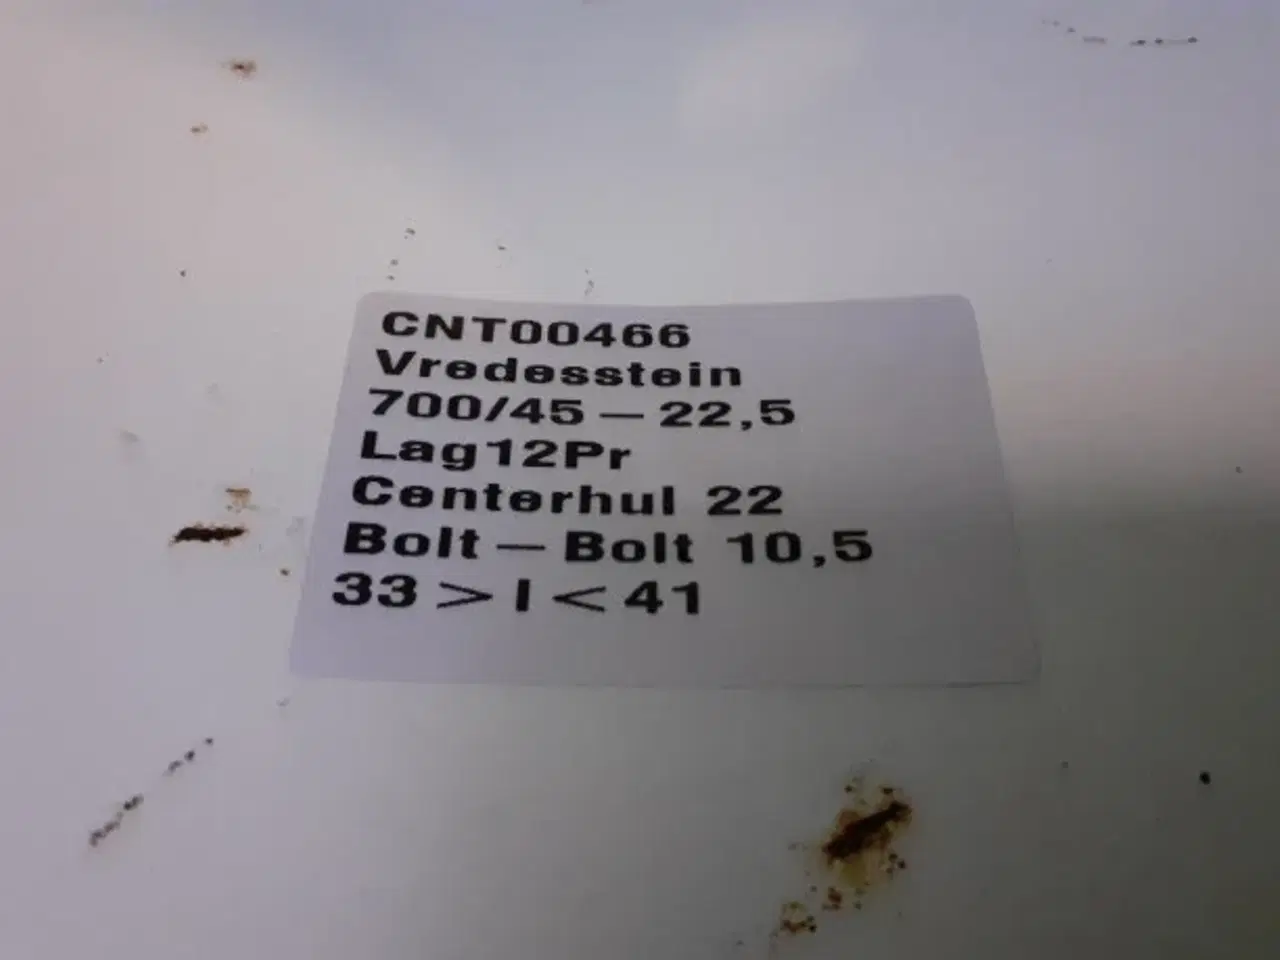 CNT00466
Vredesstein
700/45 – 22,5
Lag12Pr
Centerhul 22
Bolt – Bolt 10,5
33 > I < 41